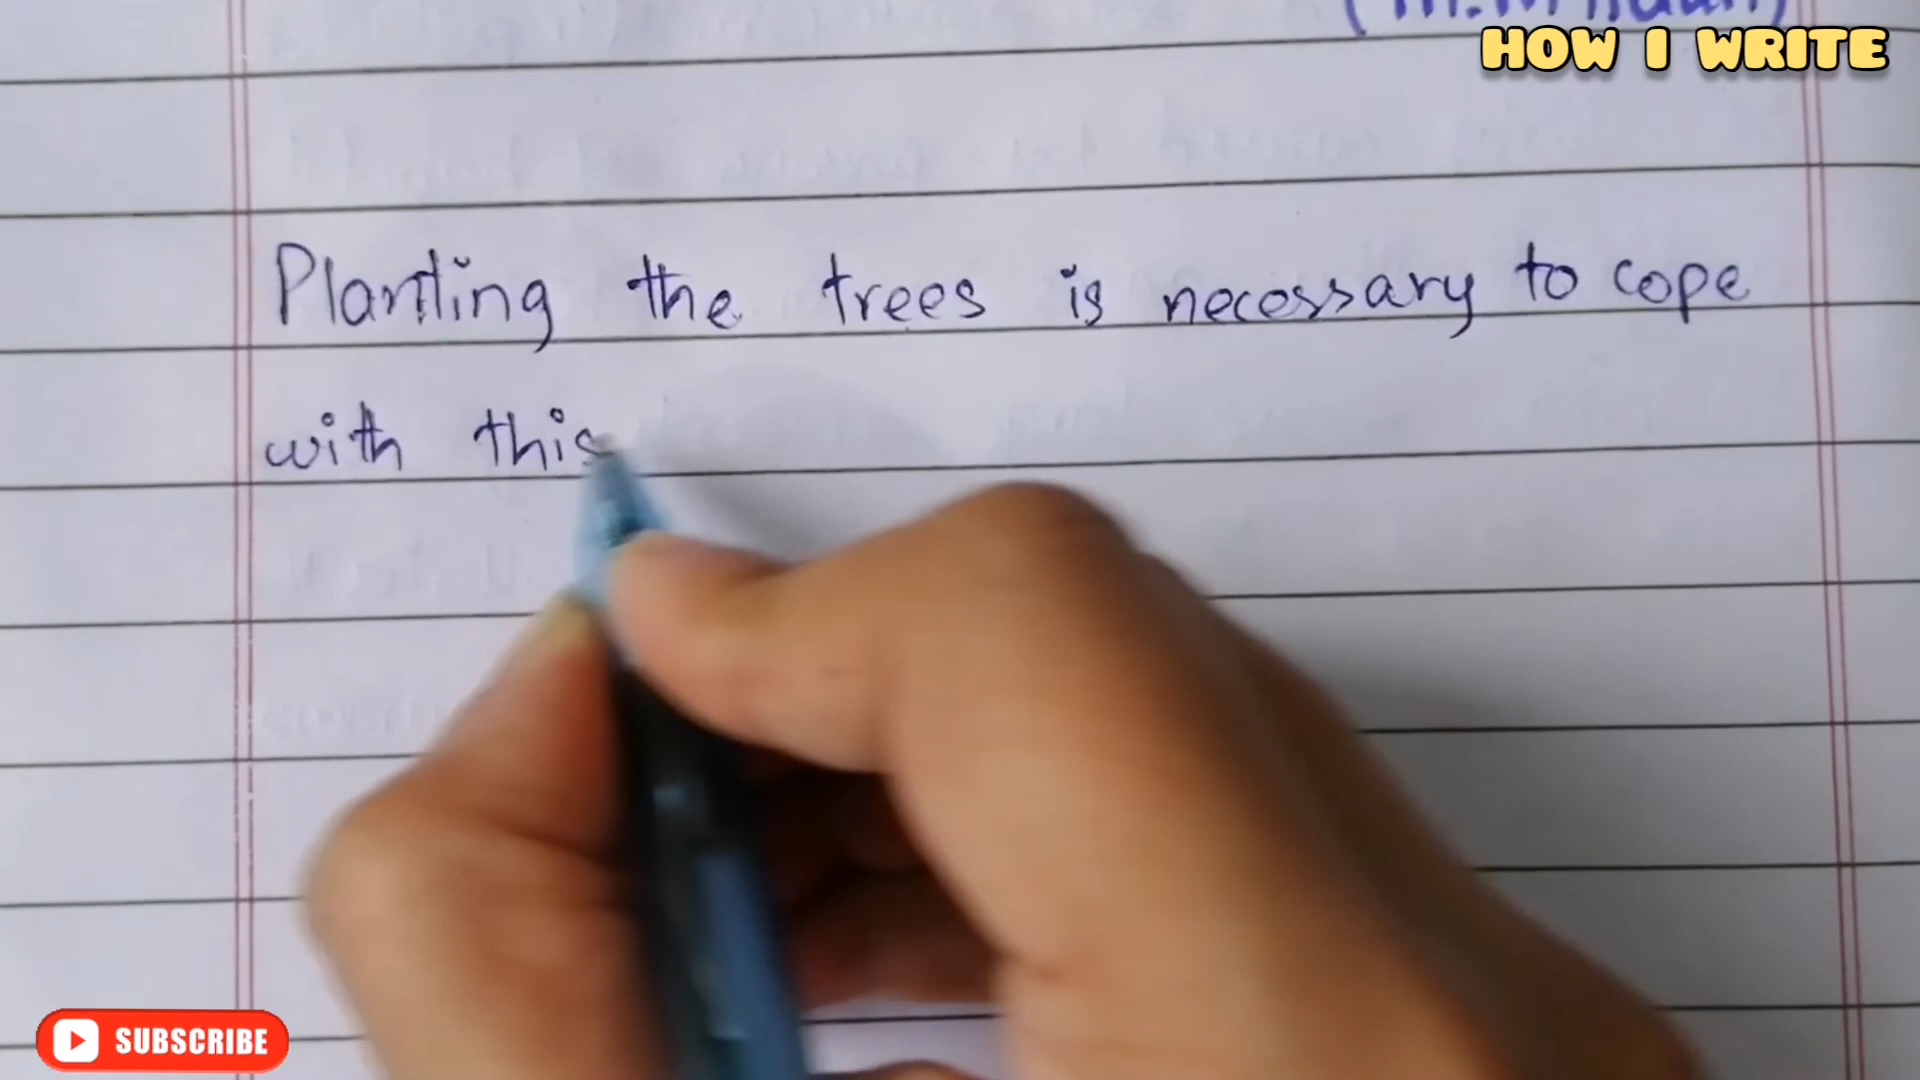 HOW I WRITE
Planting the trees is necessary to cope
with this
SUBSCRIBE